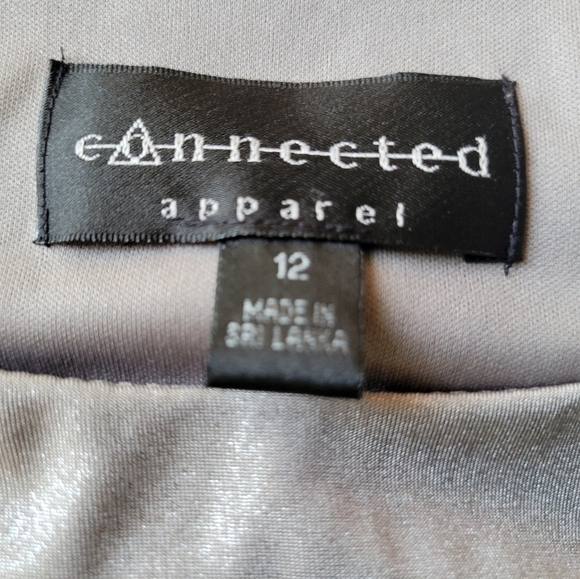 connected
apparel
12
MADE IN
SRI LANKA